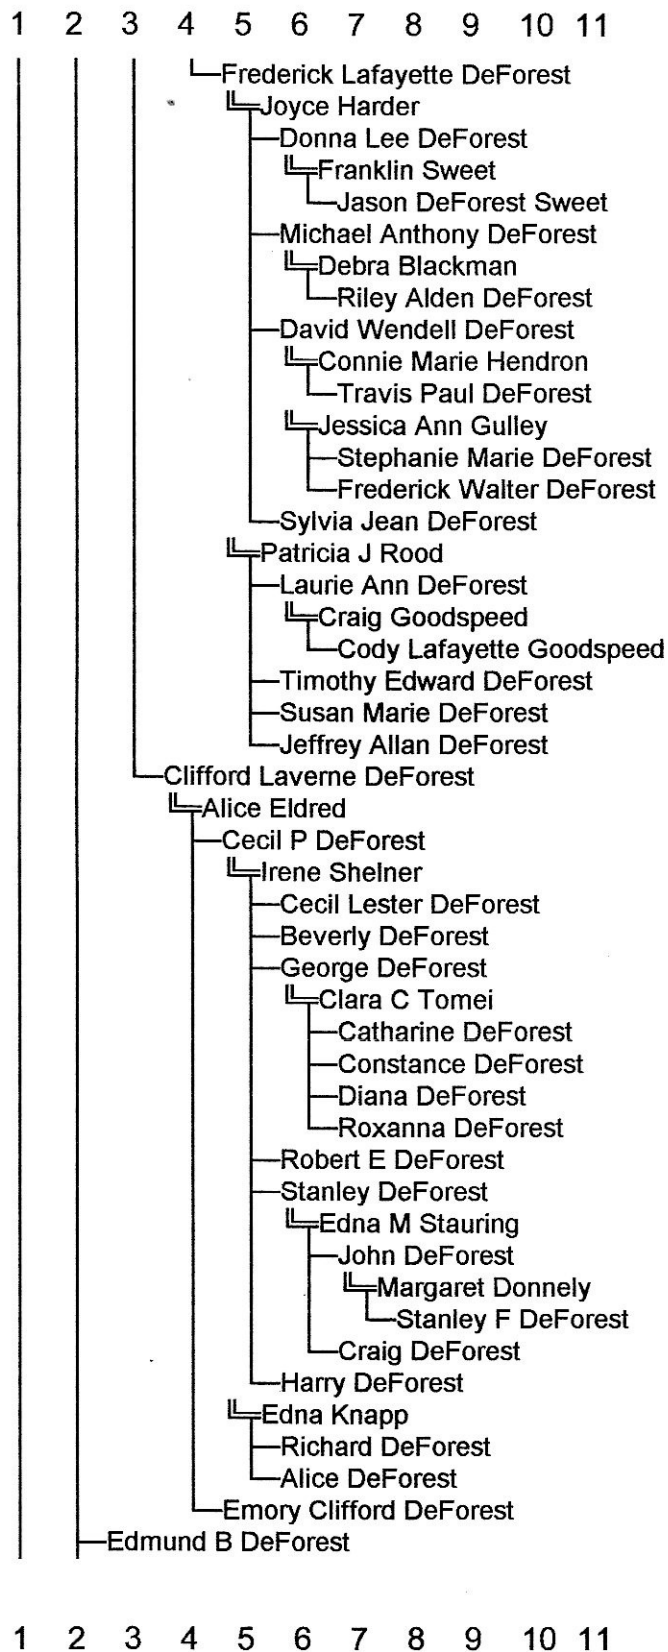 1 2 3 4 5 6 7 8 9 10 11
Frederick Lafayette DeForest
Joyce Harder
Donna Lee DeForest
Franklin Sweet
Jason DeForest Sweet
Michael Anthony DeForest
Debra Blackman
Riley Alden DeForest
David Wendell DeForest
Connie Marie Hendron
Travis Paul DeForest
Jessica Ann Gulley
Stephanie Marie DeForest
Frederick Walter DeForest
Sylvia Jean DeForest
Patricia J Rood
Laurie Ann DeForest
Craig Goodspeed
Cody Lafayette Goodspeed
Timothy Edward DeForest
Susan Marie DeForest
Jeffrey Allan DeForest
Clifford Laverne DeForest
Alice Eldred
Cecil P DeForest
Irene Shelner
Cecil Lester DeForest
Beverly DeForest
George DeForest
Clara C Tomei
Catharine DeForest
Constance DeForest
Diana DeForest
Roxanna DeForest
Robert E DeForest
Stanley DeForest
Edna M Stauring
John DeForest
Margaret Donnely
Stanley F DeForest
Craig DeForest
Harry DeForest
Edna Knapp
Richard DeForest
Alice DeForest
Emory Clifford DeForest
Edmund B DeForest
1 2 3 4 5 6 7 8 9 10 11